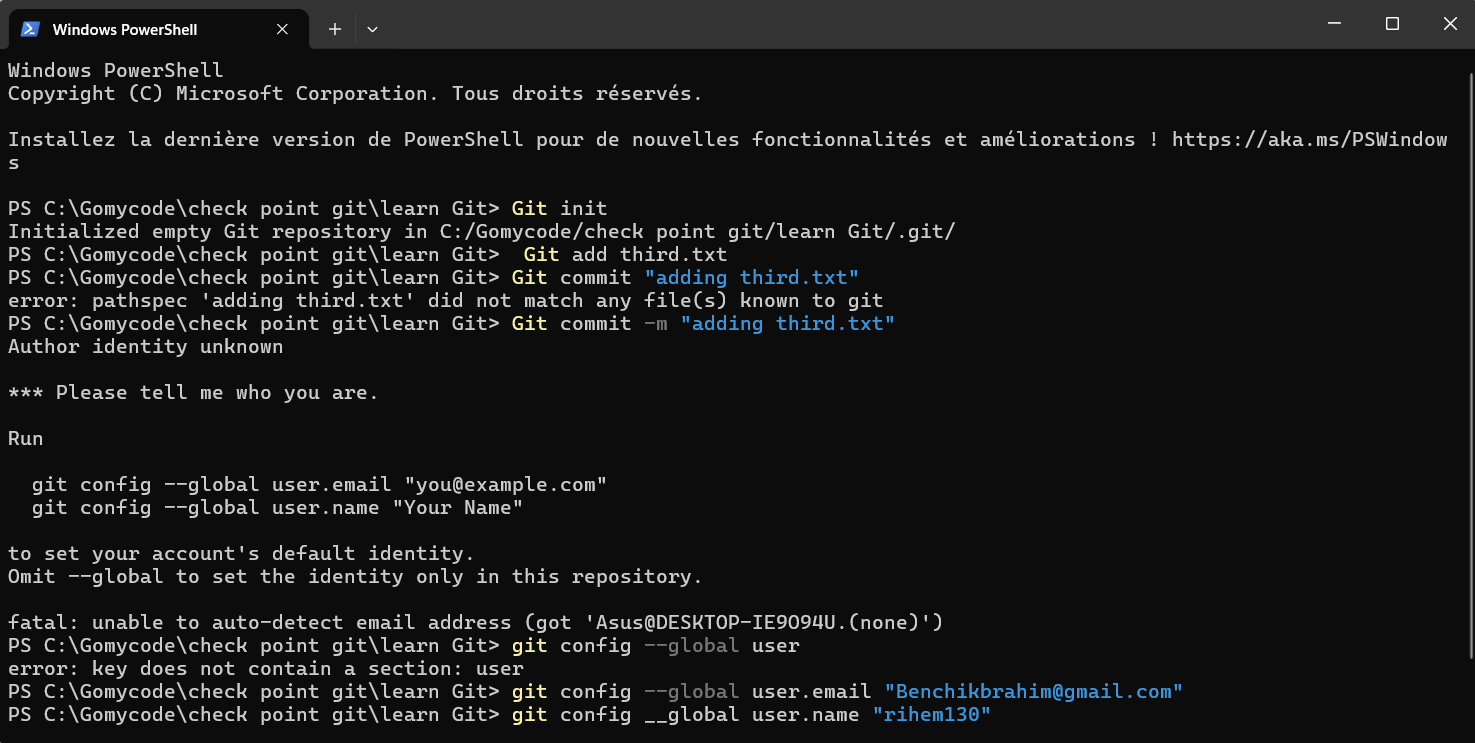 Windows PowerShell
Windows PowerShell
Copyright (C) Microsoft Corporation. Tous droits réservés.
Installez la dernière version de PowerShell pour de nouvelles fonctionnalités et améliorations ! https://aka.ms/PSWindow
s
PS C:\Gomycode\check point git\learn Git> Git init
Initialized empty Git repository in C:/Gomycode/check point git/learn Git/.git/
PS C:\Gomycode\check point git\learn Git>  Git add third.txt
PS C:\Gomycode\check point git\learn Git> Git commit "adding third.txt"
error: pathspec 'adding third.txt' did not match any file(s) known to git
PS C:\Gomycode\check point git\learn Git> Git commit -m "adding third.txt"
Author identity unknown
*** Please tell me who you are.
Run
  git config --global user.email "you@example.com"
  git config --global user.name "Your Name"
to set your account's default identity.
Omit --global to set the identity only in this repository.
fatal: unable to auto-detect email address (got 'Asus@DESKTOP-IE9O94U.(none)')
PS C:\Gomycode\check point git\learn Git> git config --global user
error: key does not contain a section: user
PS C:\Gomycode\check point git\learn Git> git config --global user.email "Benchikbrahim@gmail.com"
PS C:\Gomycode\check point git\learn Git> git config __global user.name "rihem130"